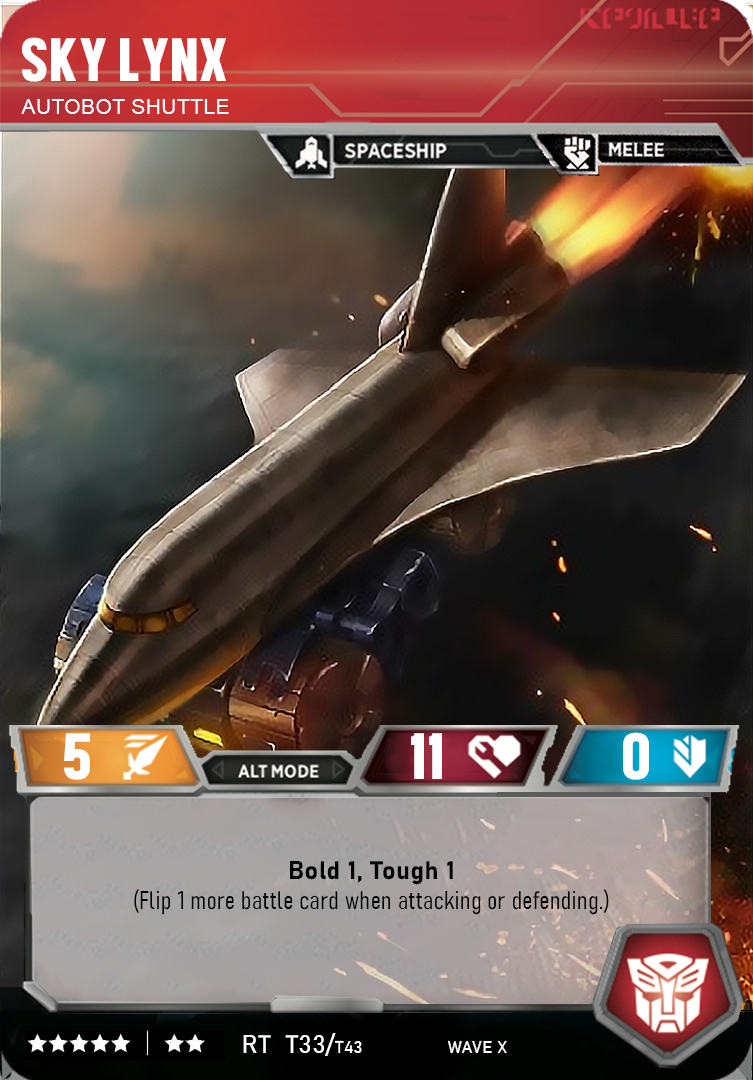 SKY LYNX
AUTOBOT SHUTTLE
SPACESHIP
MELEE
5
ALT MODE
11
0
Bold 1, Tough 1
(Flip 1 more battle card when attacking or defending.)
★★★★★ | ★★ RT T33/T43 WAVE X